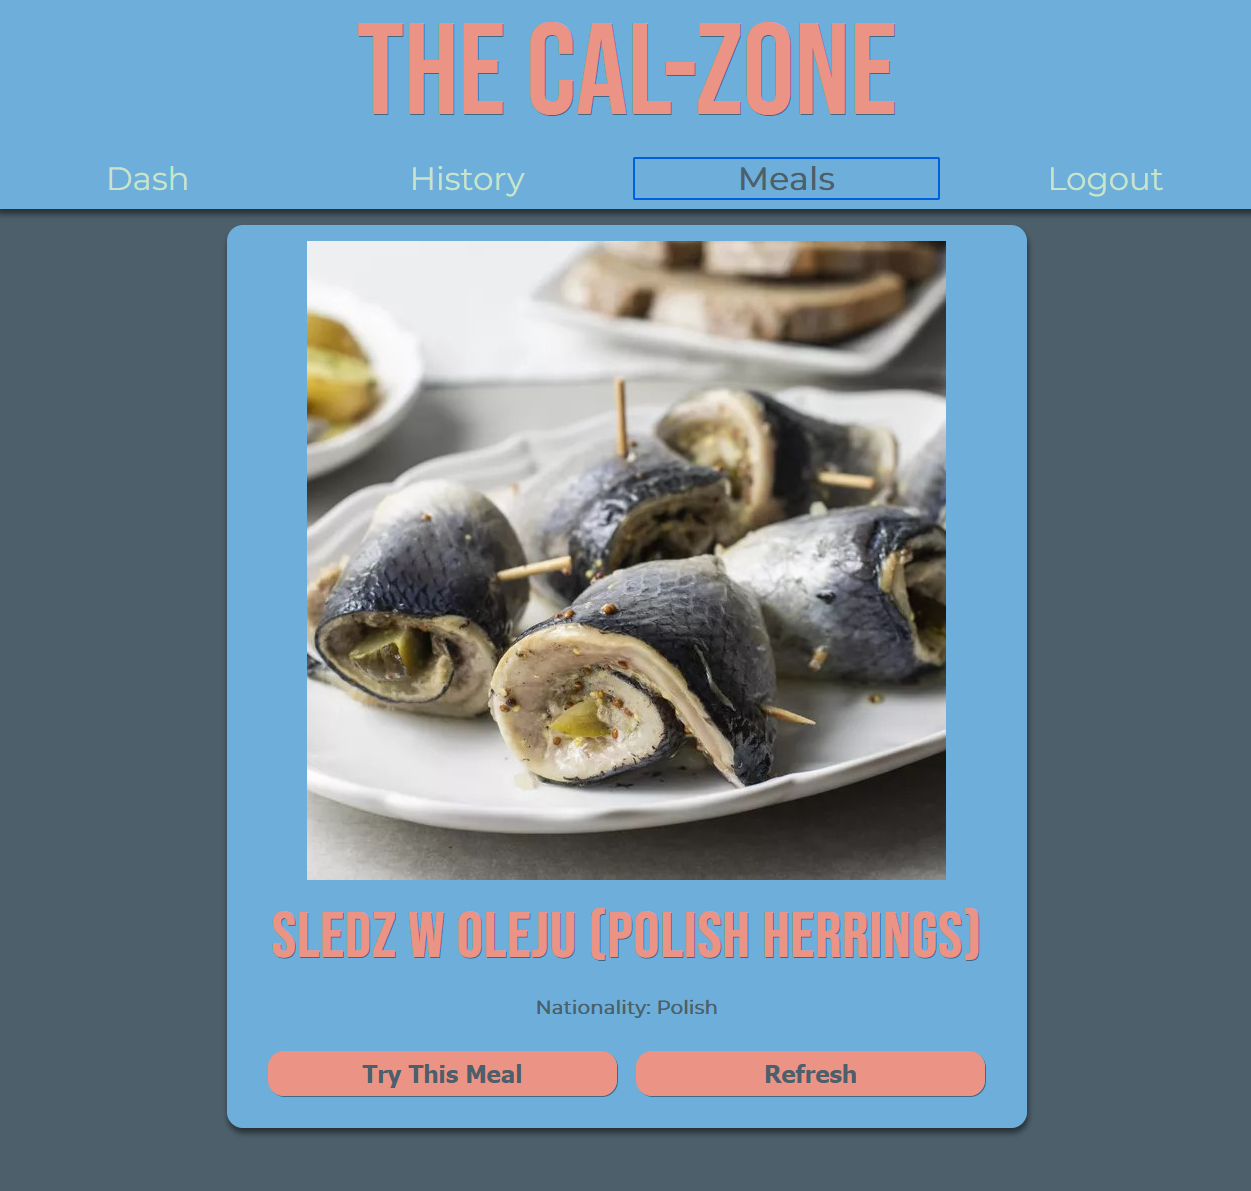 THE CAL-ZONE
Dash History Meals Logout
SLEDZ W OLEJU (POLISH HERRINGS)
Nationality: Polish
Try This Meal Refresh